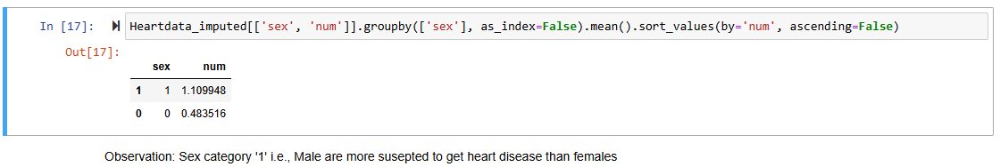 In [17]: Heartdata_imputed[['sex', 'num']].groupby(['sex'], as_index=False).mean().sort_values(by='num', ascending=False)
Out[17]:
sex num
1 1 1.109948
0 0 0.483516
Observation: Sex category '1' i.e., Male are more susepted to get heart disease than females